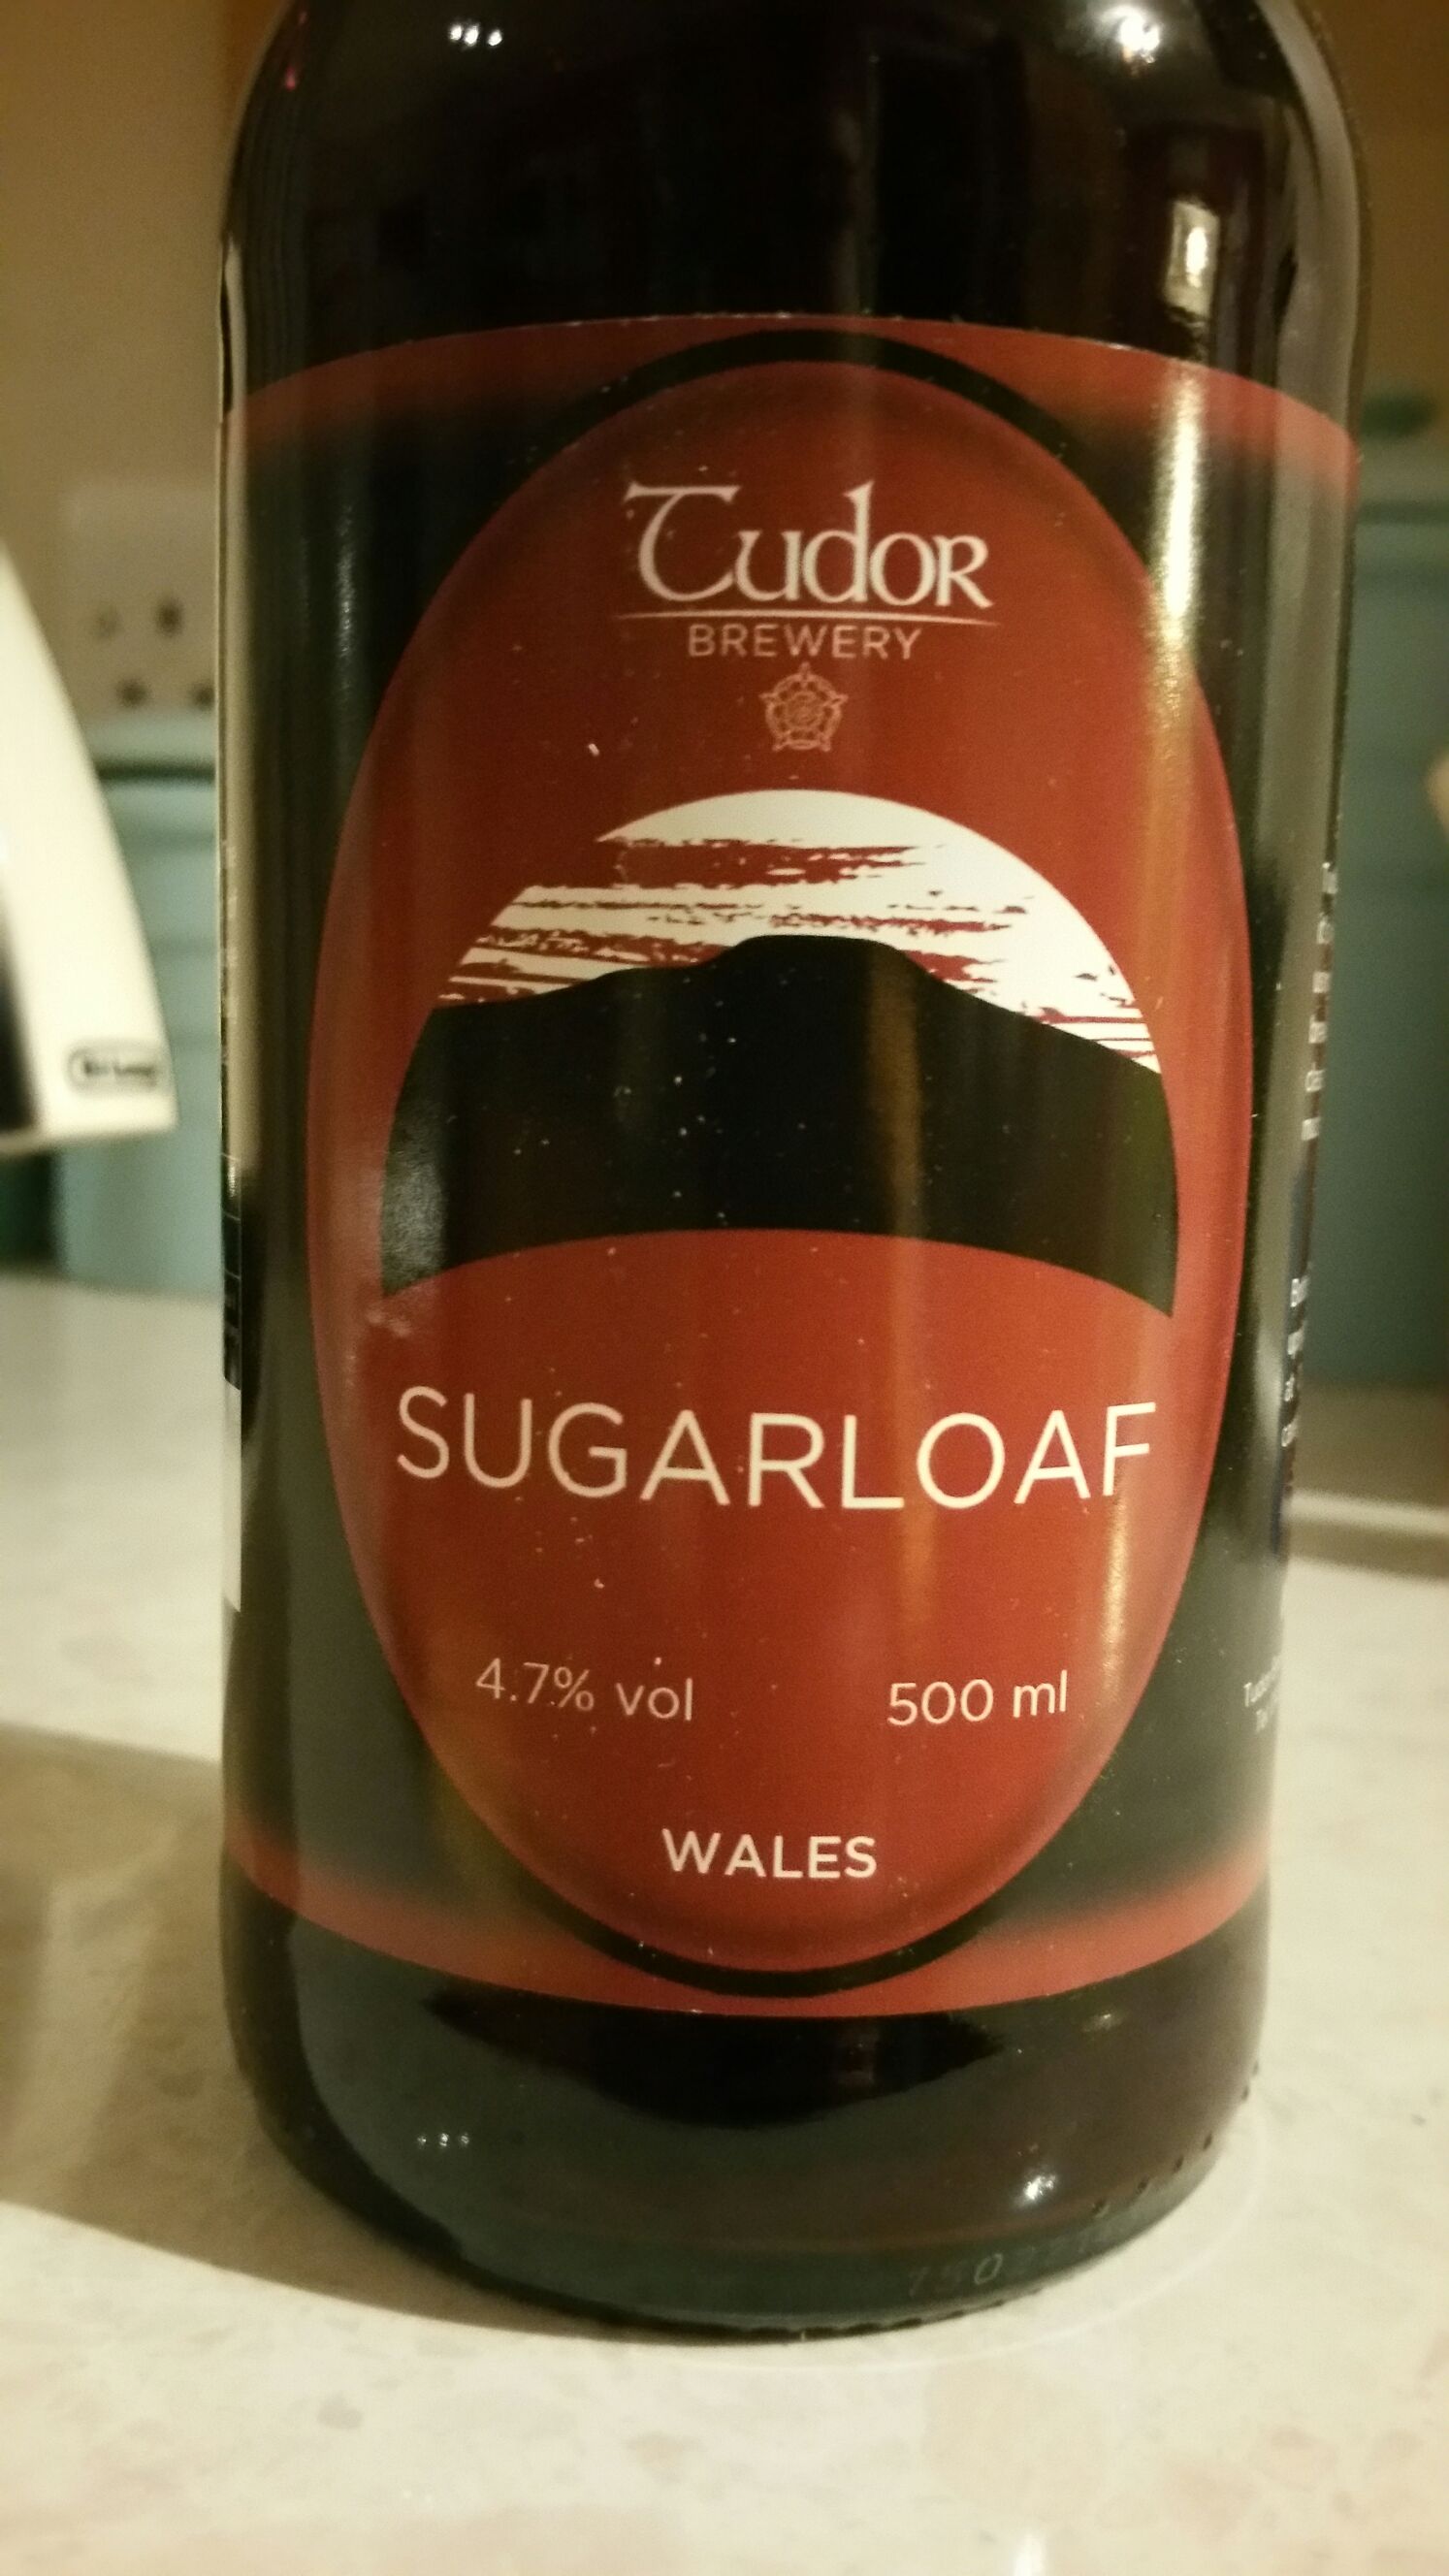 Tudor
BREWERY
SUGARLOAF
4.7% vol
500 ml
WALES